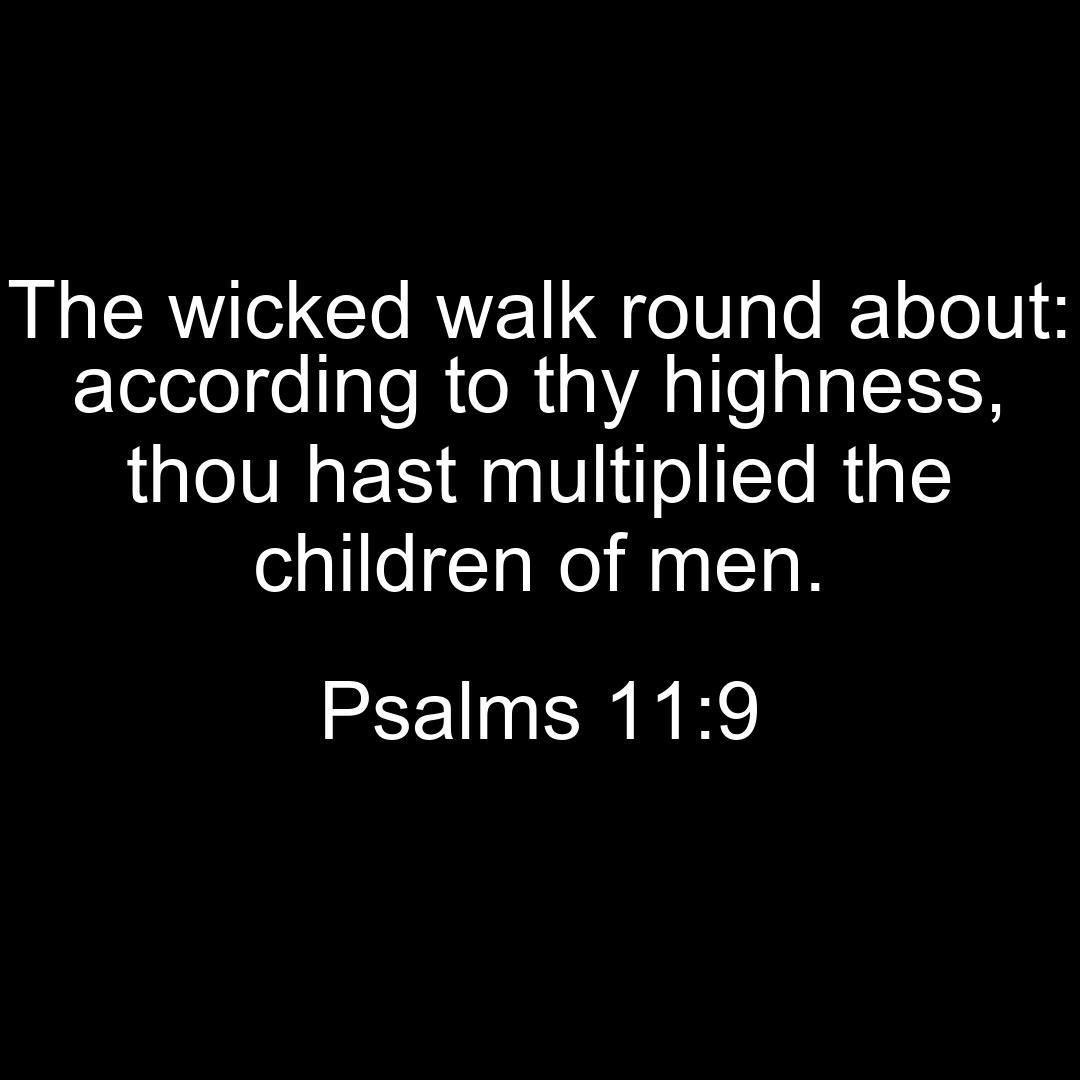 The wicked walk round about:
according to thy highness,
thou hast multiplied the
children of men.
Psalms 11:9